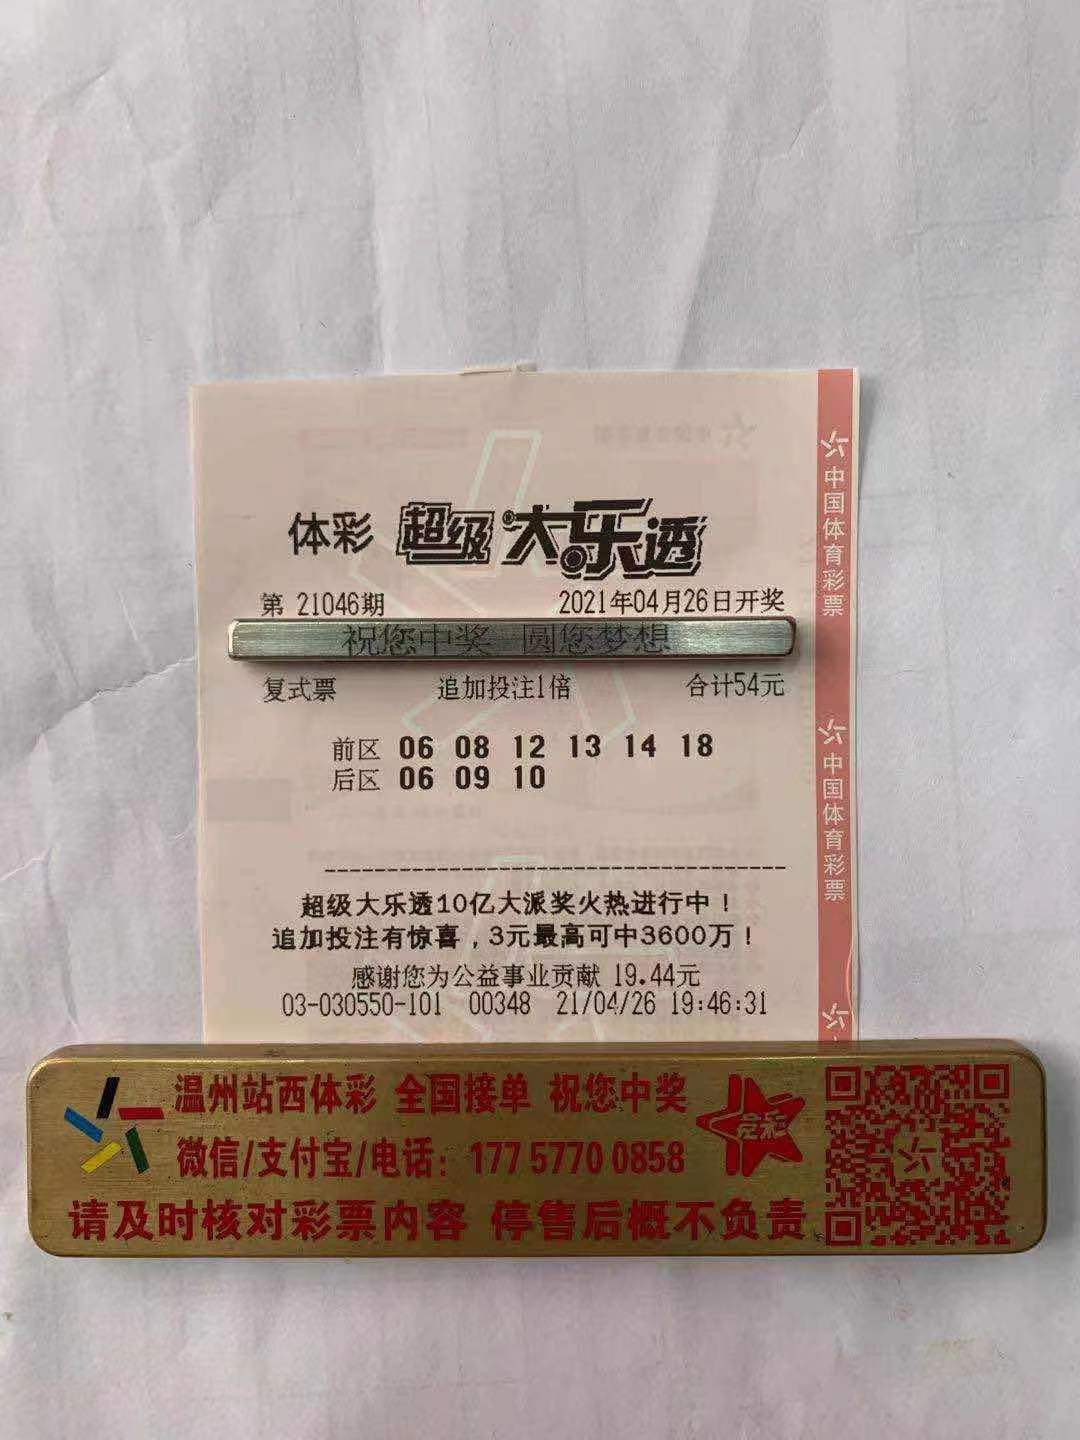 体彩 超级大乐透
第 21046期 2021年04月26日开奖
祝您中奖 圆您梦想
复式票 追加投注1倍 合计54元
前区 06 08 12 13 14 18
后区 06 09 10
超级大乐透10亿大派奖火热进行中！
追加投注有惊喜，3元最高可中3600万！
感谢您为公益事业贡献 19.44元
03-030550-101 00348 21/04/26 19:46:31
中国体育彩票
中国体育彩票
温州站西体彩 全国接单 祝您中奖
微信/支付宝/电话：177 5770 0858
请及时核对彩票内容 停售后概不负责